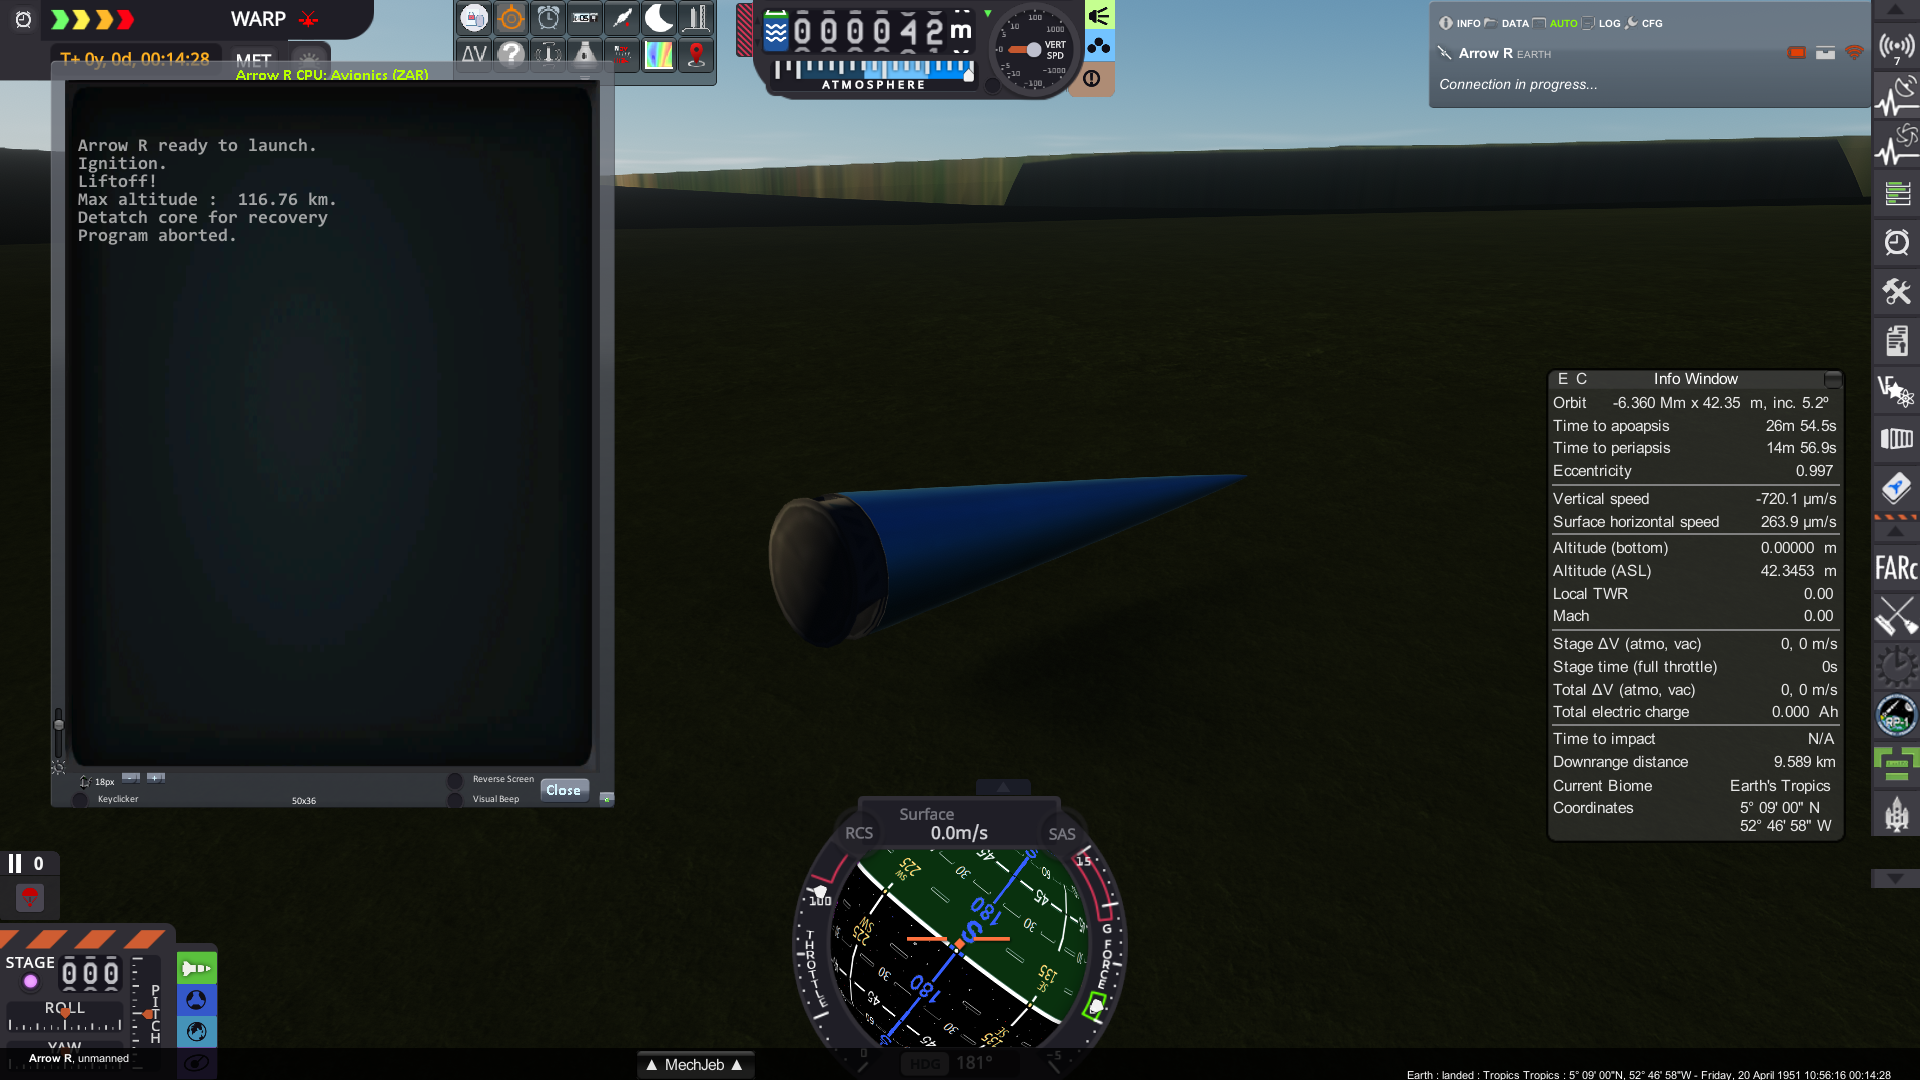 WARP
T+ 0y, 0d, 00:14:28
MET
ΔV
000042 m
ATMOSPHERE
VERT
SPD
INFO DATA AUTO LOG CFG
Arrow R EARTH
Connection in progress...
7
Arrow R CPU: Avionics (ZAR)
Arrow R ready to launch.
Ignition.
Liftoff!
Max altitude :  116.76 km.
Detatch core for recovery
Program aborted.
18px - +
Keyclicker
50x36
Reverse Screen
Visual Beep
Close
E C Info Window
Orbit -6.360 Mm x 42.35 m, inc. 5.2º
Time to apoapsis 26m 54.5s
Time to periapsis 14m 56.9s
Eccentricity 0.997
Vertical speed -720.1 µm/s
Surface horizontal speed 263.9 µm/s
Altitude (bottom) 0.00000 m
Altitude (ASL) 42.3453 m
Local TWR 0.00
Mach 0.00
Stage ΔV (atmo, vac) 0, 0 m/s
Stage time (full throttle) 0s
Total ΔV (atmo, vac) 0, 0 m/s
Total electric charge 0.000 Ah
Time to impact N/A
Downrange distance 9.589 km
Current Biome Earth's Tropics
Coordinates 5° 09' 00" N
52° 46' 58" W
FARc
RP-1
Surface
0.0m/s
RCS
SAS
100
THROTTLE
15
G FORCE
-5
0
HDG 181°
0
STAGE 000
ROLL
PITCH
YAW
Arrow R, unmanned
▲ MechJeb ▲
Earth : landed : Tropics Tropics : 5° 09' 00"N, 52° 46' 58"W - Friday, 20 April 1951 10:56:16 00:14:28